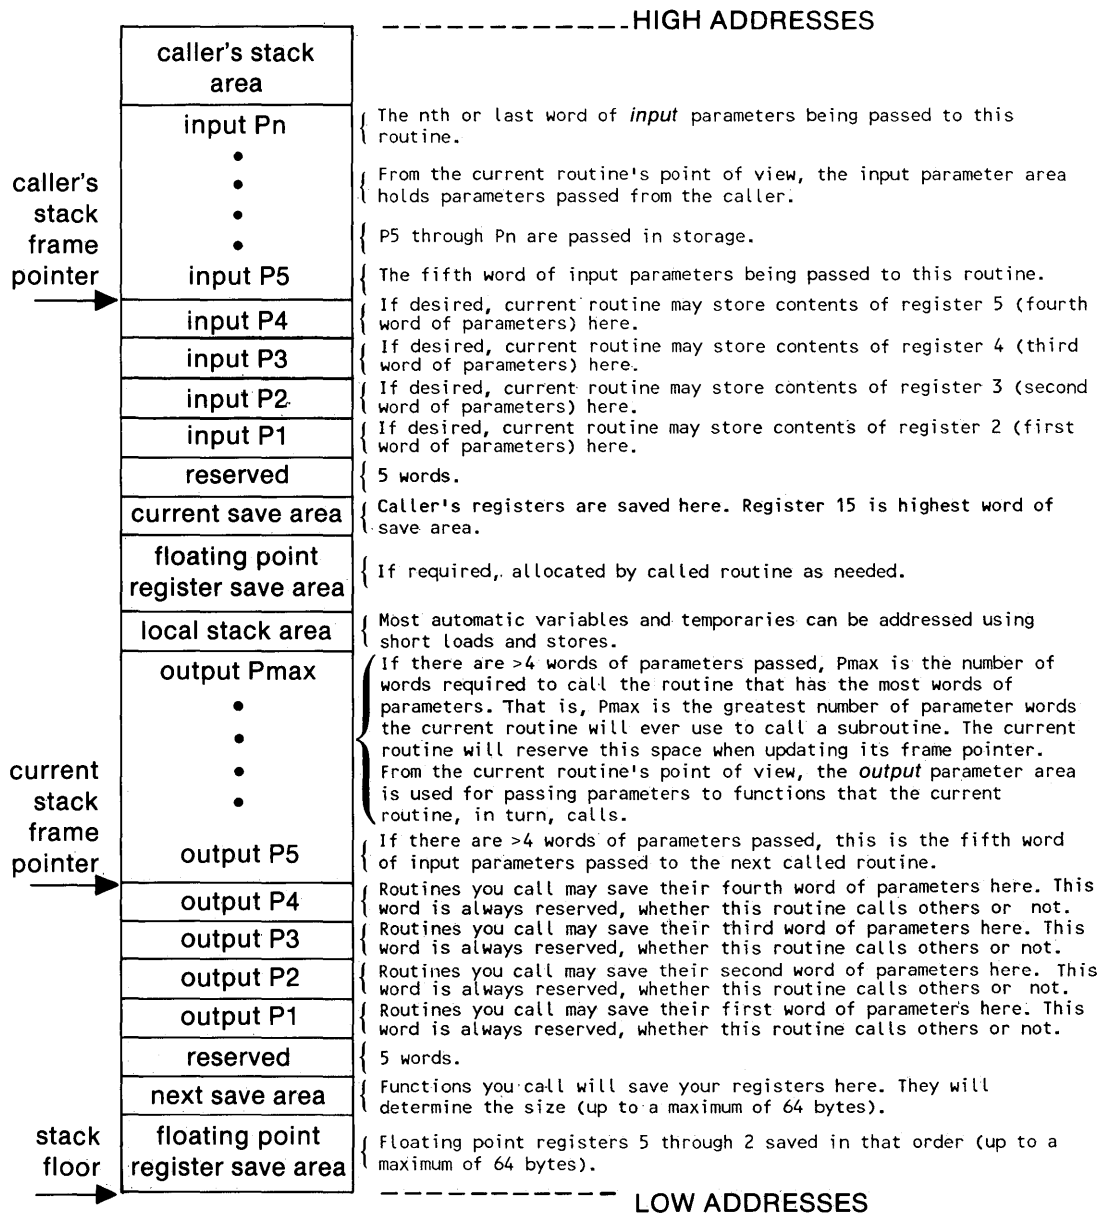 HIGH ADDRESSES
caller's stack
area
input Pn
The nth or last word of input parameters being passed to this
routine.
From the current routine's point of view, the input parameter area
holds parameters passed from the caller.
P5 through Pn are passed in storage.
caller's
stack
frame
pointer
input P5
The fifth word of input parameters being passed to this routine.
input P4
If desired, current routine may store contents of register 5 (fourth
word of parameters) here.
input P3
If desired, current routine may store contents of register 4 (third
word of parameters) here.
input P2
If desired, current routine may store contents of register 3 (second
word of parameters) here.
input P1
If desired, current routine may store contents of register 2 (first
word of parameters) here.
reserved
5 words.
current save area
Caller's registers are saved here. Register 15 is highest word of
save area.
floating point
register save area
If required, allocated by called routine as needed.
local stack area
Most automatic variables and temporaries can be addressed using
short loads and stores.
output Pmax
If there are >4 words of parameters passed, Pmax is the number of
words required to call the routine that has the most words of
parameters. That is, Pmax is the greatest number of parameter words
the current routine will ever use to call a subroutine. The current
routine will reserve this space when updating its frame pointer.
From the current routine's point of view, the output parameter area
is used for passing parameters to functions that the current
routine, in turn, calls.
current
stack
frame
pointer
output P5
If there are >4 words of parameters passed, this is the fifth word
of input parameters passed to the next called routine.
output P4
Routines you call may save their fourth word of parameters here. This
word is always reserved, whether this routine calls others or not.
output P3
Routines you call may save their third word of parameters here. This
word is always reserved, whether this routine calls others or not.
output P2
Routines you call may save their second word of parameters here. This
word is always reserved, whether this routine calls others or not.
output P1
Routines you call may save their first word of parameters here. This
word is always reserved, whether this routine calls others or not.
reserved
5 words.
next save area
Functions you call will save your registers here. They will
determine the size (up to a maximum of 64 bytes).
stack
floor
floating point
register save area
Floating point registers 5 through 2 saved in that order (up to a
maximum of 64 bytes).
LOW ADDRESSES